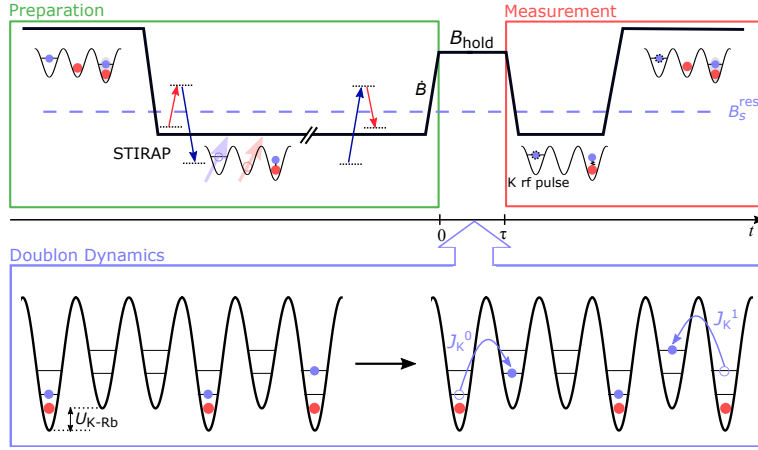 Preparation
Measurement
B_hold
Ḃ
B_s^res
STIRAP
K rf pulse
0
τ
t
Doublon Dynamics
J_K^0
J_K^1
U_K-Rb